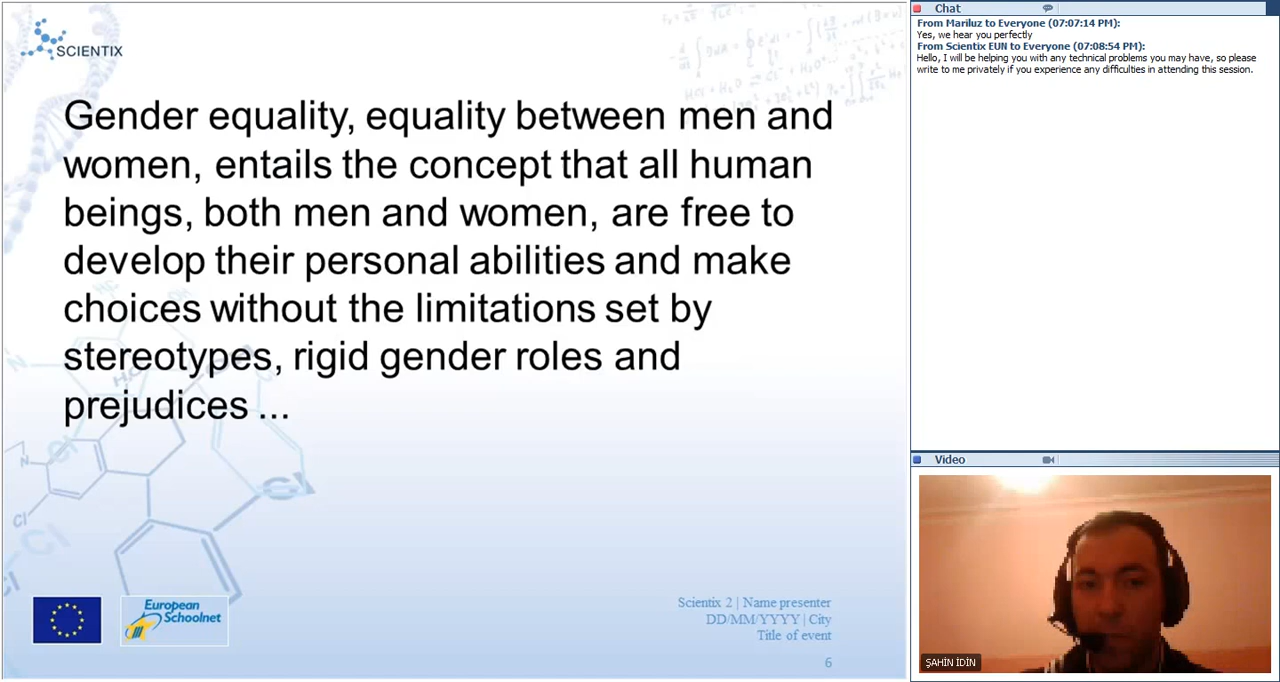 SCIENTIX
Gender equality, equality between men and
women, entails the concept that all human
beings, both men and women, are free to
develop their personal abilities and make
choices without the limitations set by
stereotypes, rigid gender roles and
prejudices ...
European
Schoolnet
Scientix 2 | Name presenter
DD/MM/YYYY | City
Title of event
6
Chat
From Mariluz to Everyone (07:07:14 PM):
Yes, we hear you perfectly
From Scientix EUN to Everyone (07:08:54 PM):
Hello, I will be helping you with any technical problems you may have, so please
write to me privately if you experience any difficulties in attending this session.
Video
ŞAHİN İDİN